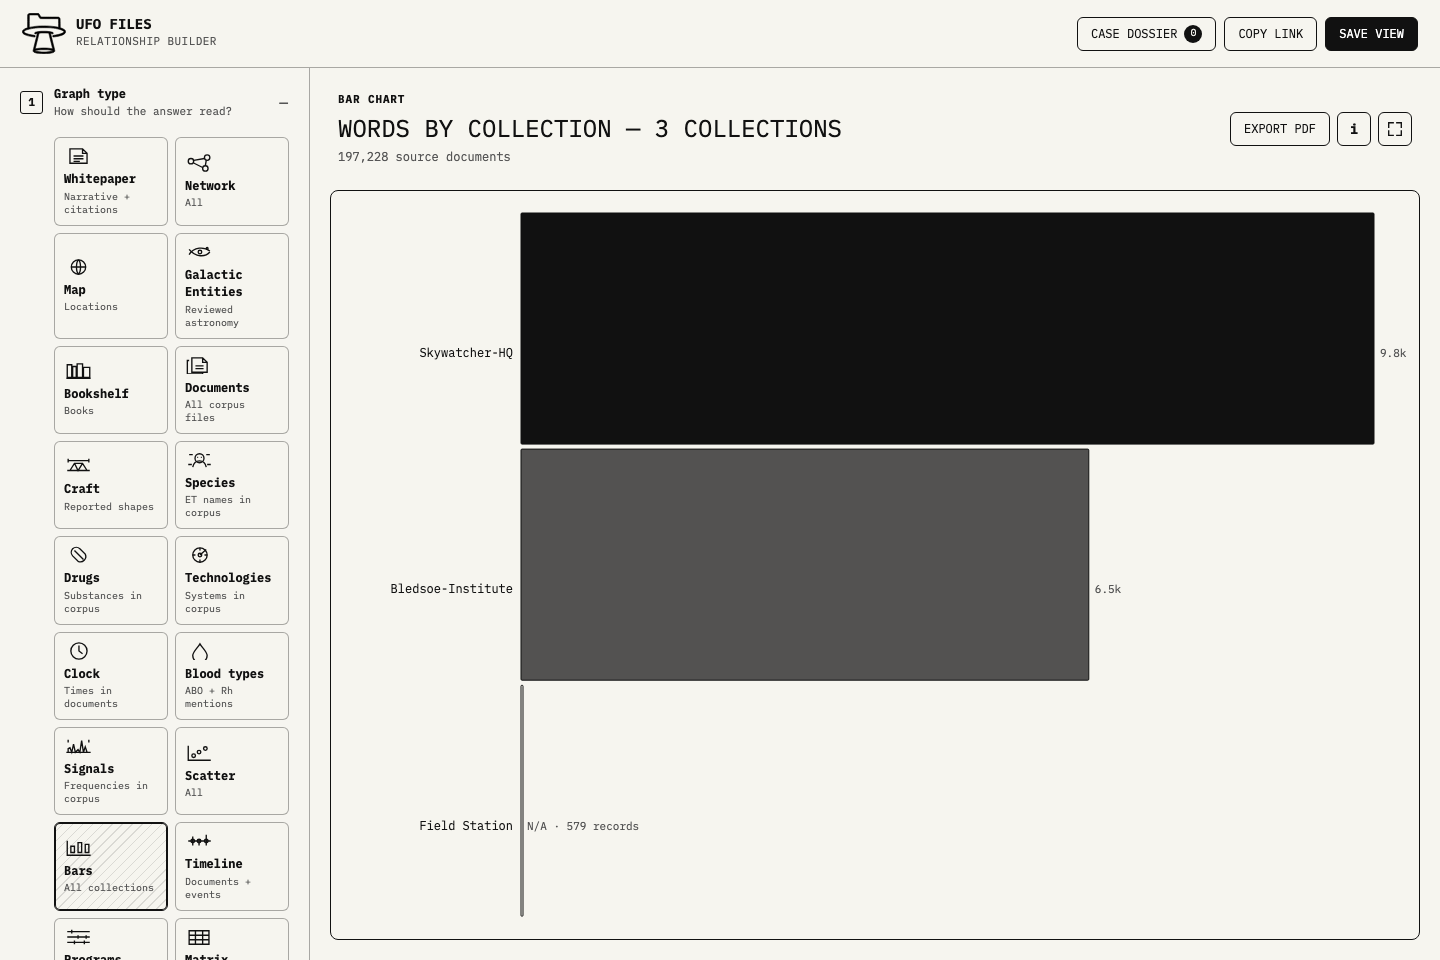 UFO FILES
RELATIONSHIP BUILDER
CASE DOSSIER 0
COPY LINK
SAVE VIEW
1
Graph type
How should the answer read?
—
Whitepaper
Narrative +
citations
Network
All
Map
Locations
Galactic
Entities
Reviewed
astronomy
Bookshelf
Books
Documents
All corpus
files
Craft
Reported shapes
Species
ET names in
corpus
Drugs
Substances in
corpus
Technologies
Systems in
corpus
Clock
Times in
documents
Blood types
ABO + Rh
mentions
Signals
Frequencies in
corpus
Scatter
All
Bars
All collections
Timeline
Documents +
events
Programs
Matrix
BAR CHART
WORDS BY COLLECTION — 3 COLLECTIONS
197,228 source documents
EXPORT PDF
i
Skywatcher-HQ
9.8k
Bledsoe-Institute
6.5k
Field Station
N/A · 579 records